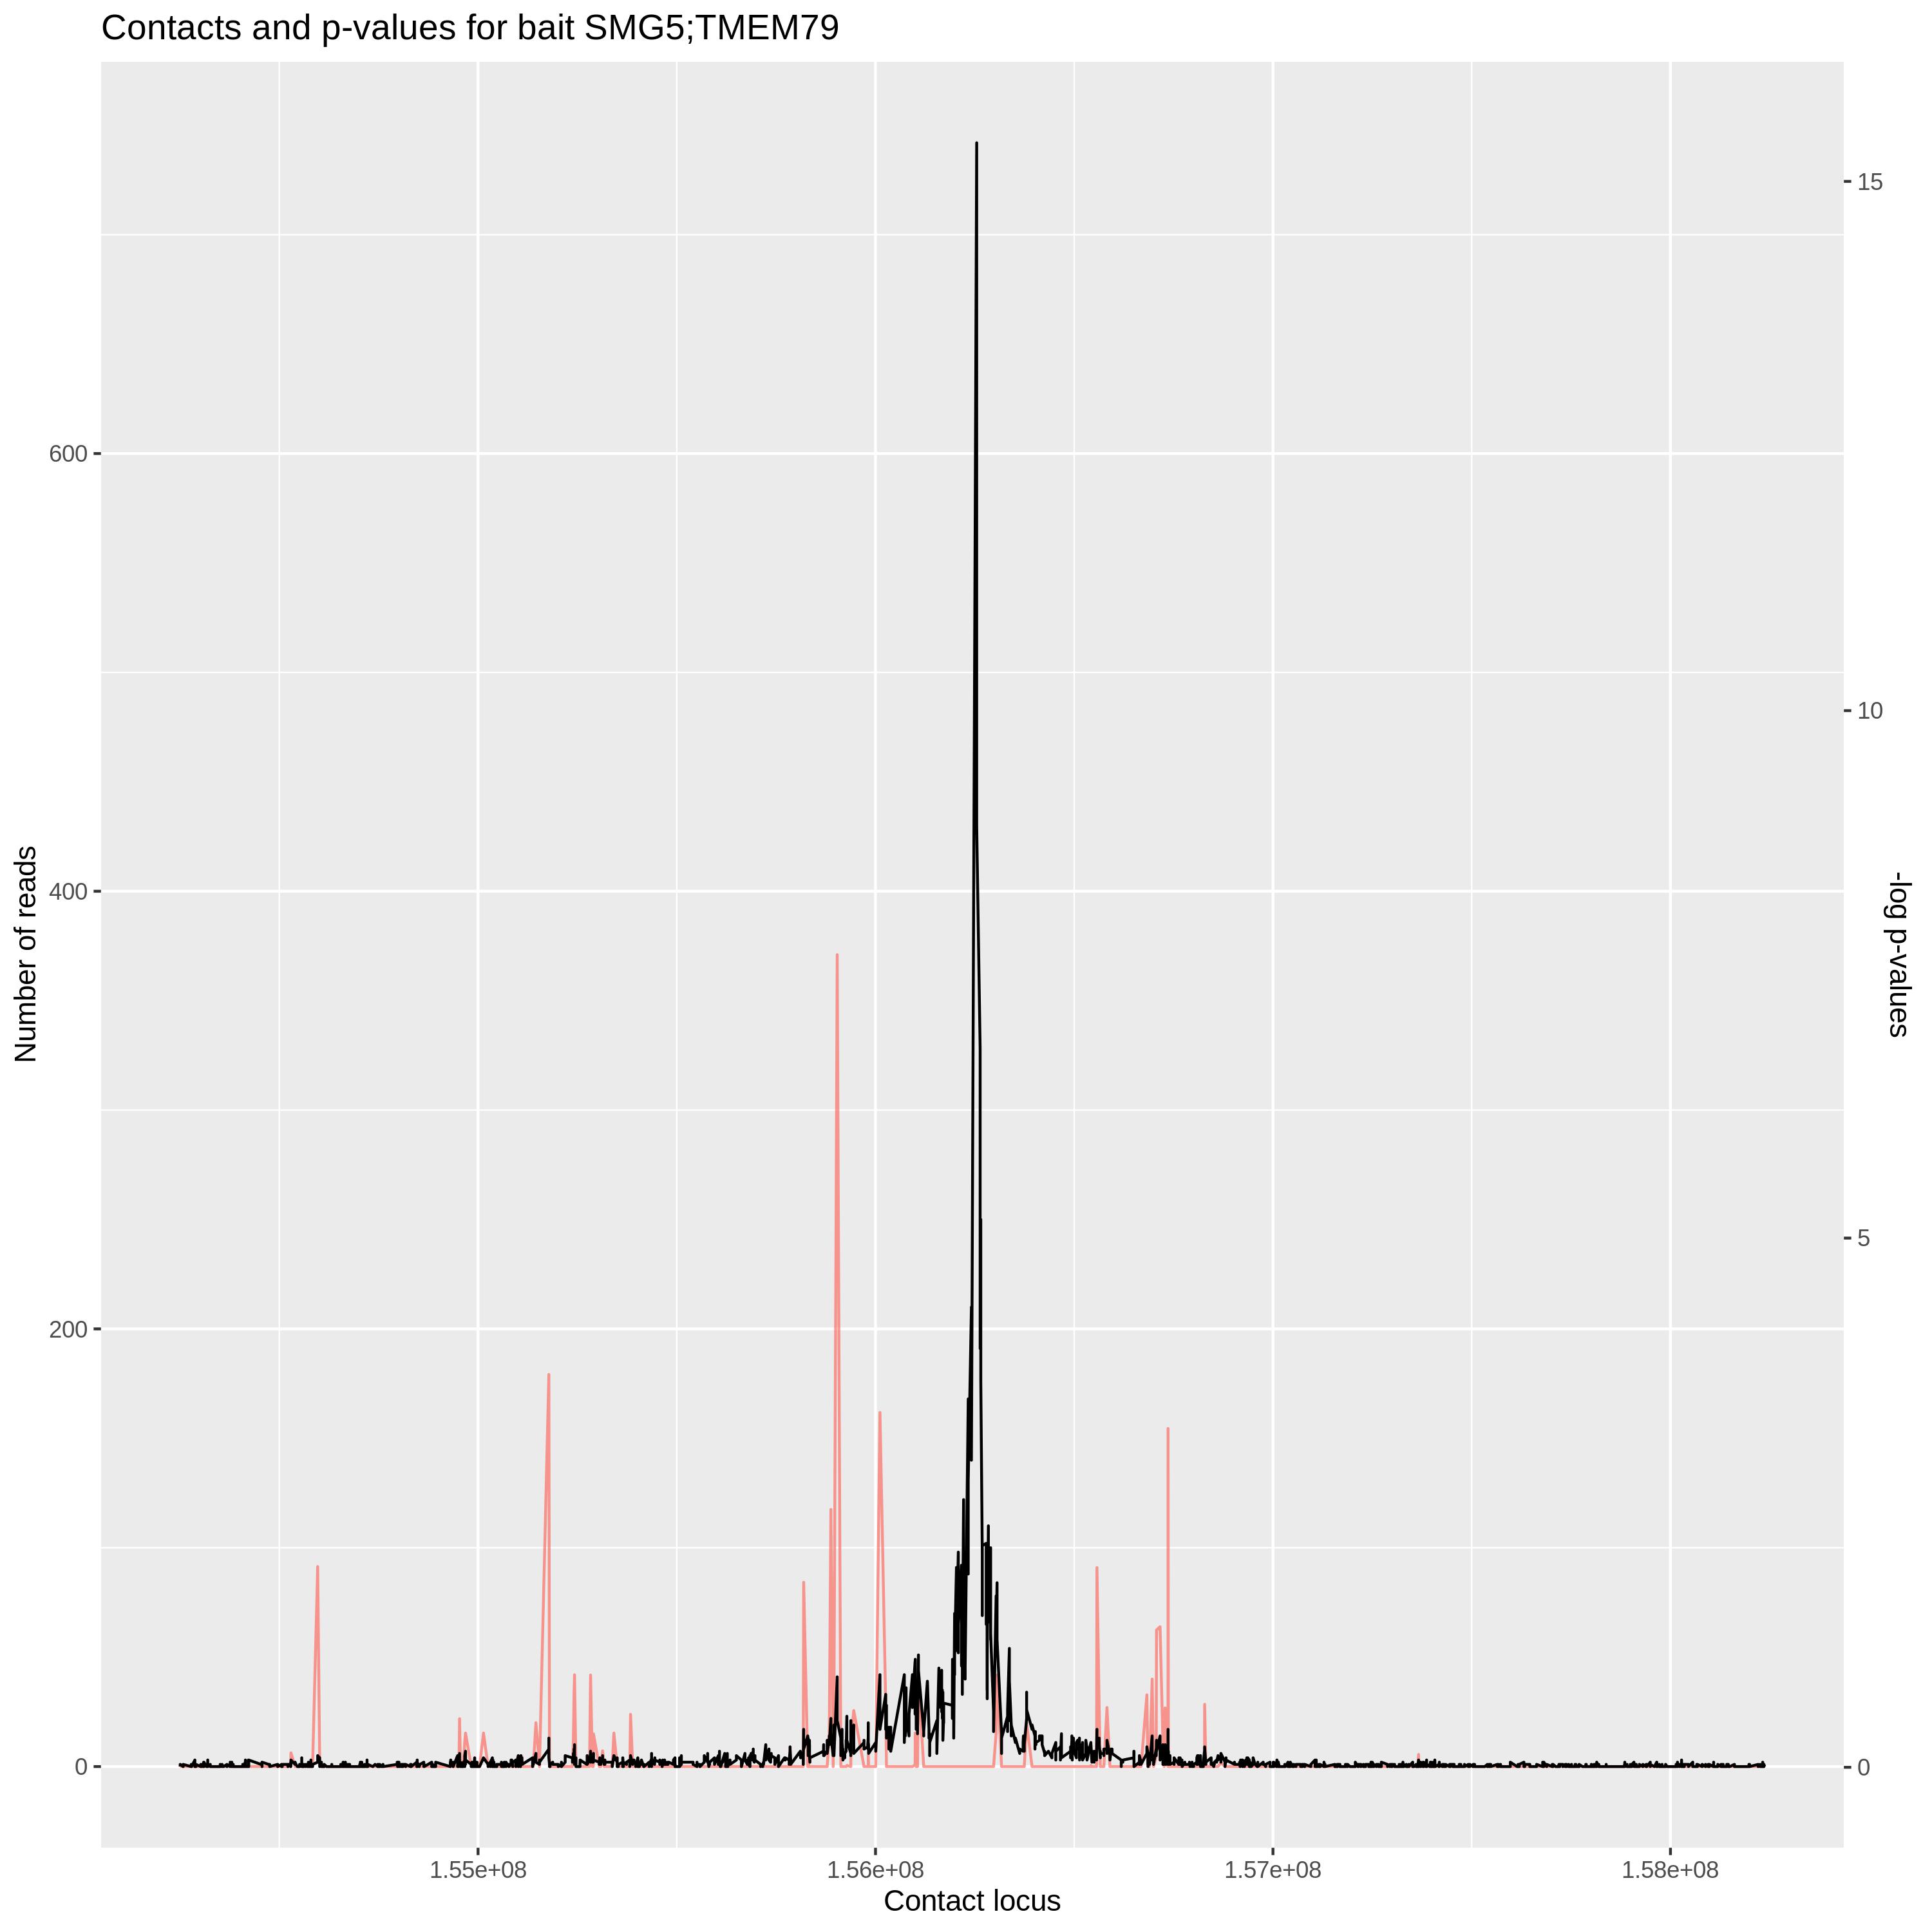 Contacts and p-values for bait SMG5;TMEM79
Number of reads
600
400
200
0
15
10
5
0
-log p-values
1.55e+08 1.56e+08 1.57e+08 1.58e+08
Contact locus